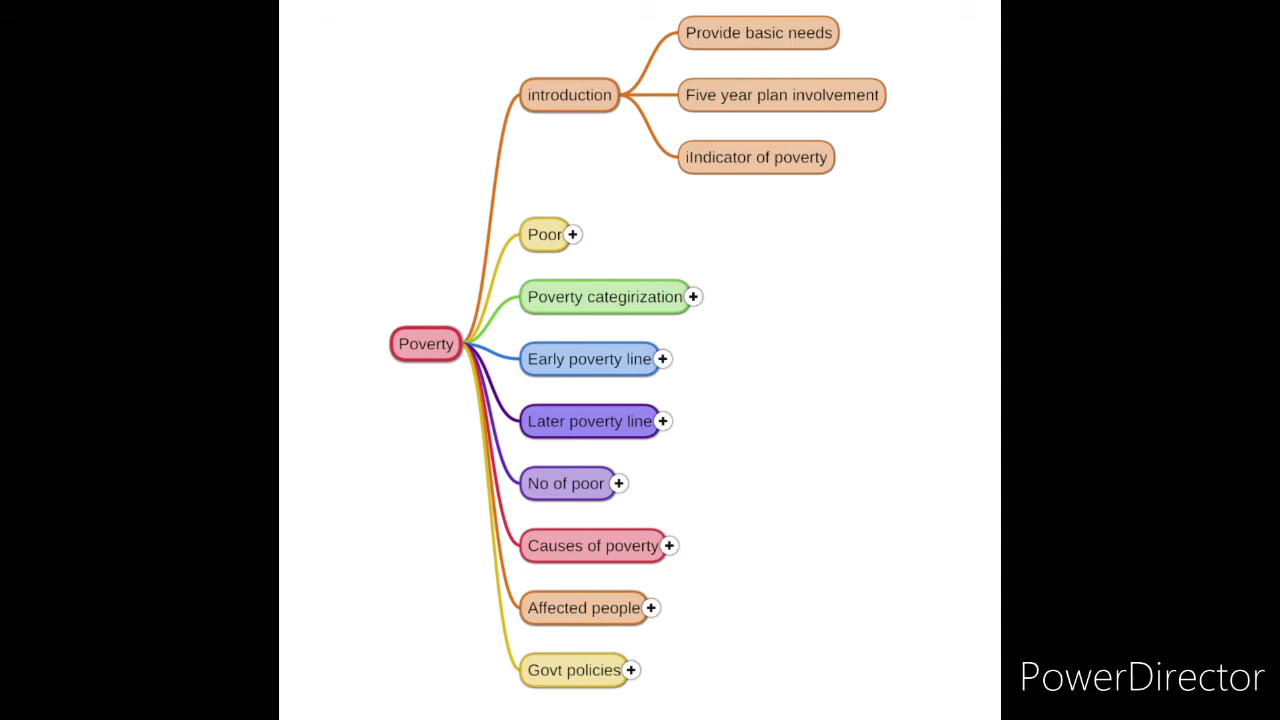 Provide basic needs
introduction
Five year plan involvement
iIndicator of poverty
Poor
Poverty categirization
Poverty
Early poverty line
Later poverty line
No of poor
Causes of poverty
Affected people
Govt policies
PowerDirector